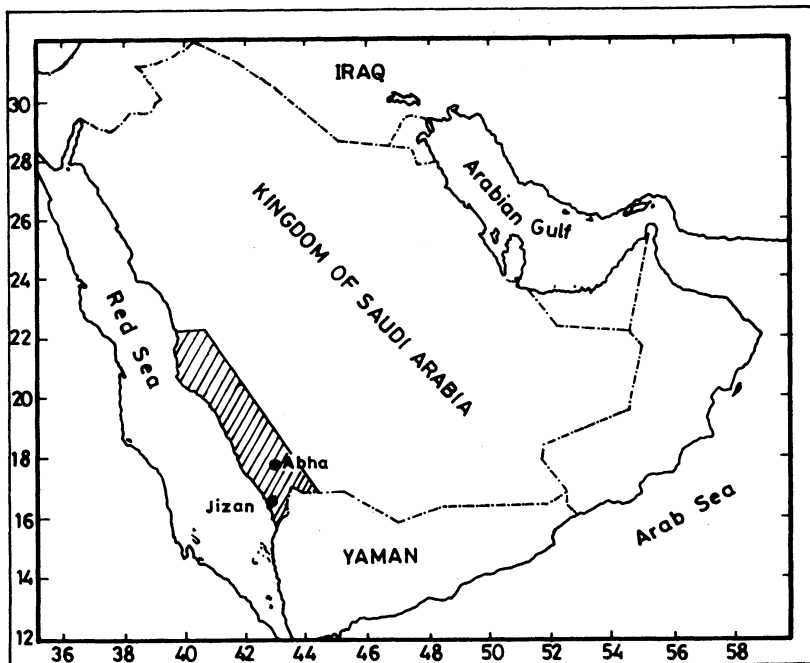 IRAQ
30
28
26
24
22
20
18
16
14
12
Arabian Gulf
KINGDOM OF SAUDI ARABIA
Red Sea
Abha
Jizan
YAMAN
Arab Sea
36 38 40 42 44 46 48 50 52 54 56 58